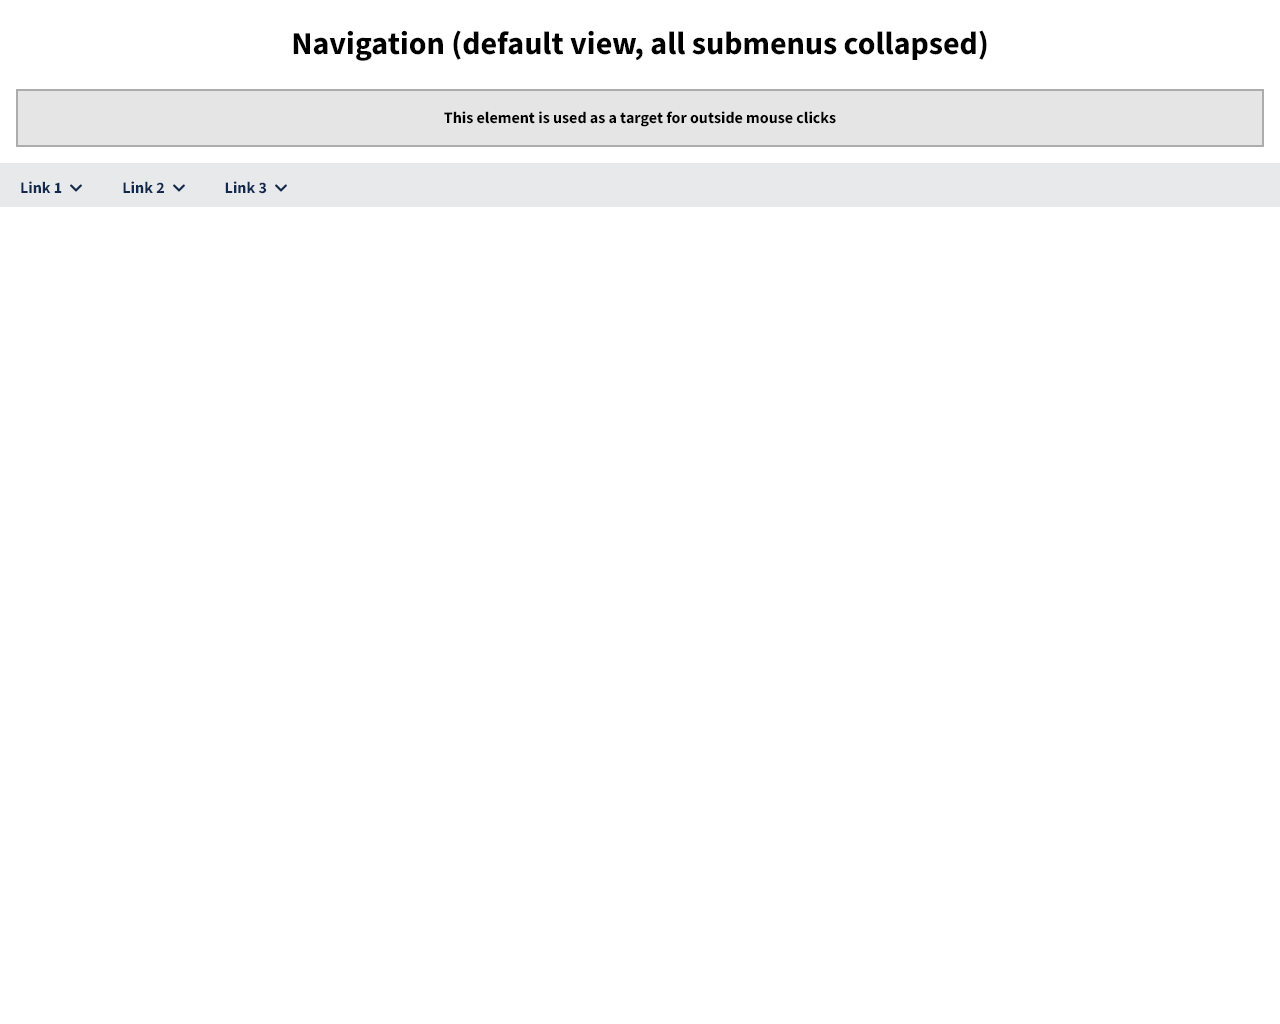 Navigation (default view, all submenus collapsed)
This element is used as a target for outside mouse clicks
Link 1 Link 2 Link 3